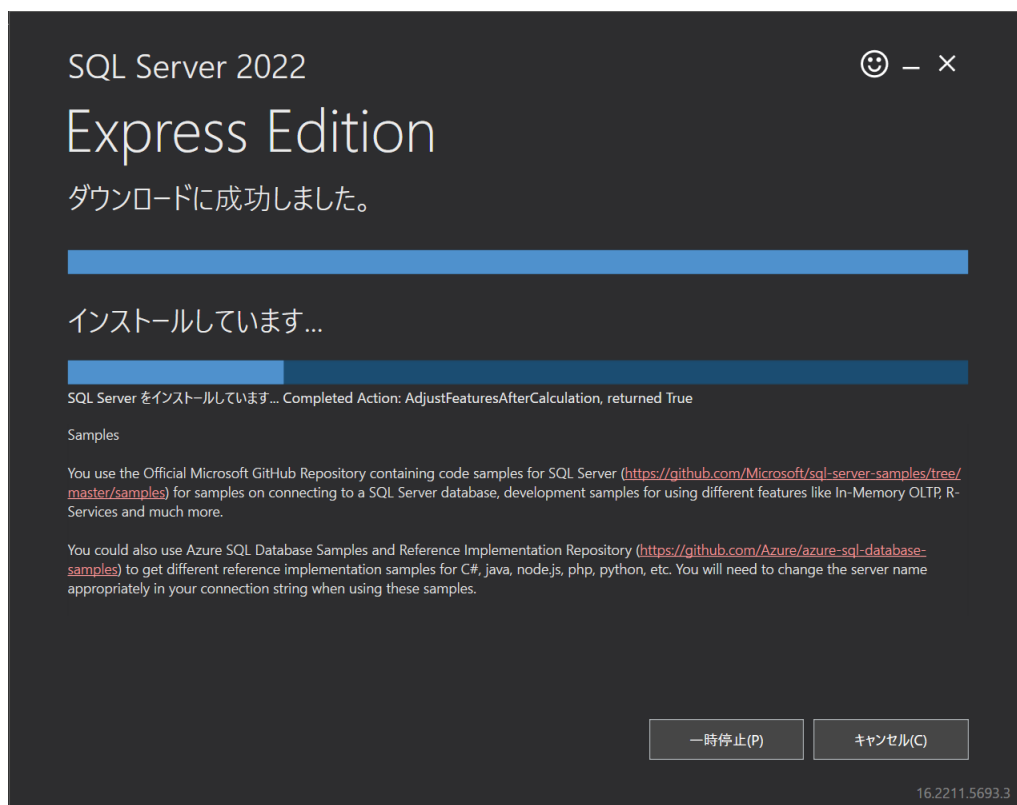 SQL Server 2022
Express Edition
ダウンロードに成功しました。
インストールしています...
SQL Server をインストールしています... Completed Action: AdjustFeaturesAfterCalculation, returned True
Samples
You use the Official Microsoft GitHub Repository containing code samples for SQL Server (https://github.com/Microsoft/sql-server-samples/tree/
master/samples) for samples on connecting to a SQL Server database, development samples for using different features like In-Memory OLTP, R-
Services and much more.
You could also use Azure SQL Database Samples and Reference Implementation Repository (https://github.com/Azure/azure-sql-database-
samples) to get different reference implementation samples for C#, java, node.js, php, python, etc. You will need to change the server name
appropriately in your connection string when using these samples.
一時停止(P)
キャンセル(C)
16.2211.5693.3